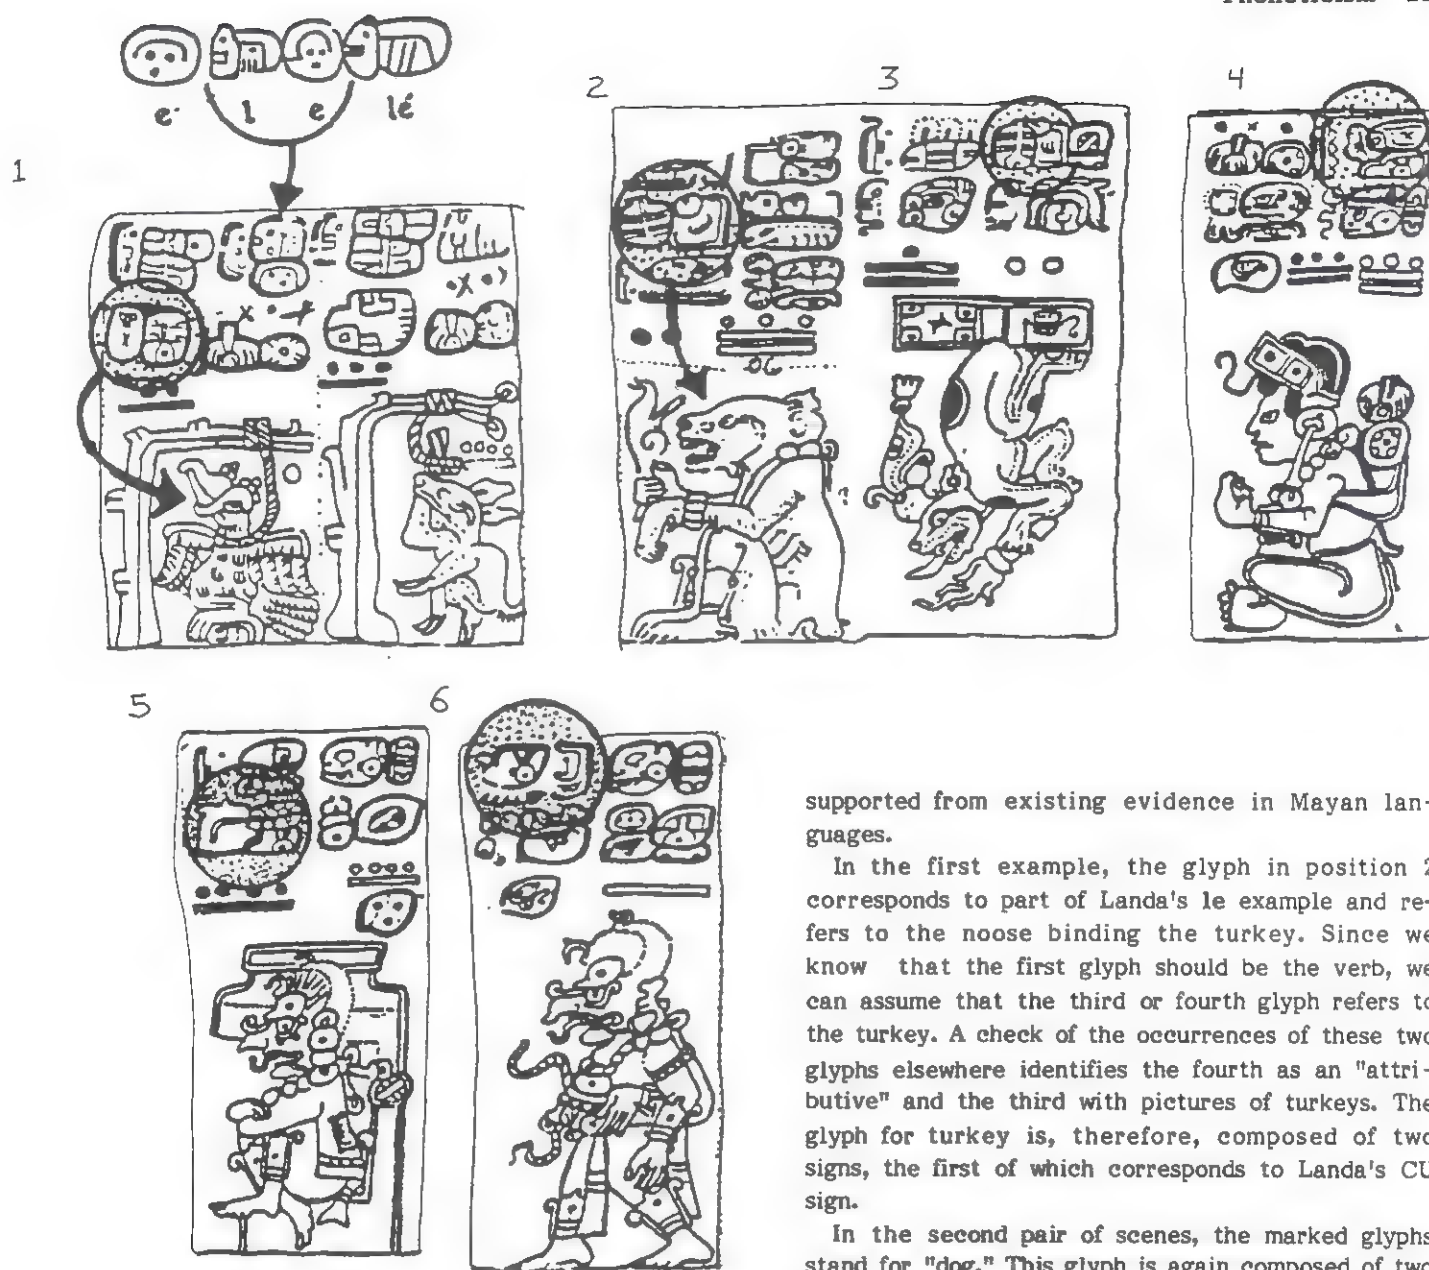 Phoneticism
e l e lé
1
2
3
4
5
6
supported from existing evidence in Mayan lan-
guages.
In the first example, the glyph in position 2
corresponds to part of Landa's le example and re-
fers to the noose binding the turkey. Since we
know that the first glyph should be the verb, we
can assume that the third or fourth glyph refers to
the turkey. A check of the occurrences of these two
glyphs elsewhere identifies the fourth as an "attri-
butive" and the third with pictures of turkeys. The
glyph for turkey is, therefore, composed of two
signs, the first of which corresponds to Landa's CU
sign.
In the second pair of scenes, the marked glyphs
stand for "dog." This glyph is again composed of two